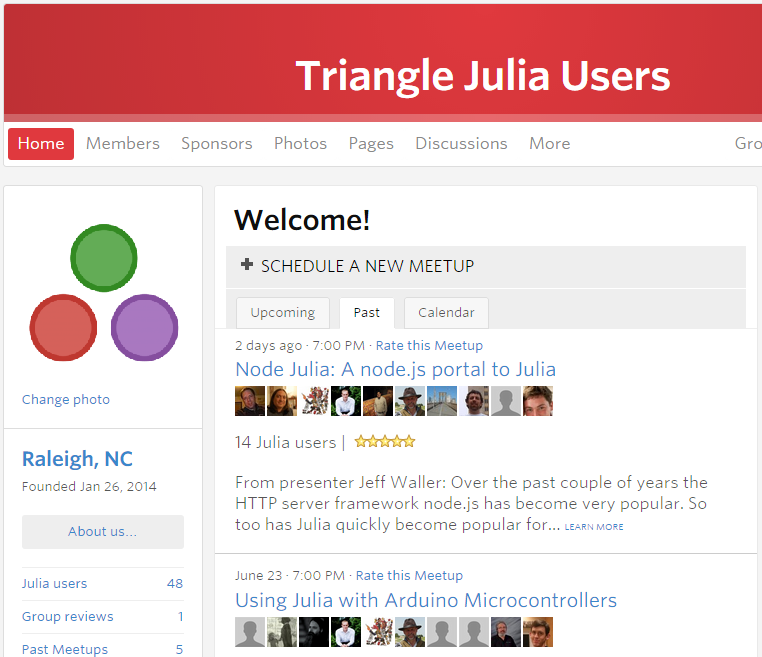 Triangle Julia Users
Home Members Sponsors Photos Pages Discussions More Gro
Change photo
Raleigh, NC
Founded Jan 26, 2014
About us...
Julia users 48
Group reviews 1
Past Meetups 5
Welcome!
SCHEDULE A NEW MEETUP
Upcoming Past Calendar
2 days ago · 7:00 PM · Rate this Meetup
Node Julia: A node.js portal to Julia
14 Julia users |
From presenter Jeff Waller: Over the past couple of years the
HTTP server framework node.js has become very popular. So
too has Julia quickly become popular for... LEARN MORE
June 23 · 7:00 PM · Rate this Meetup
Using Julia with Arduino Microcontrollers